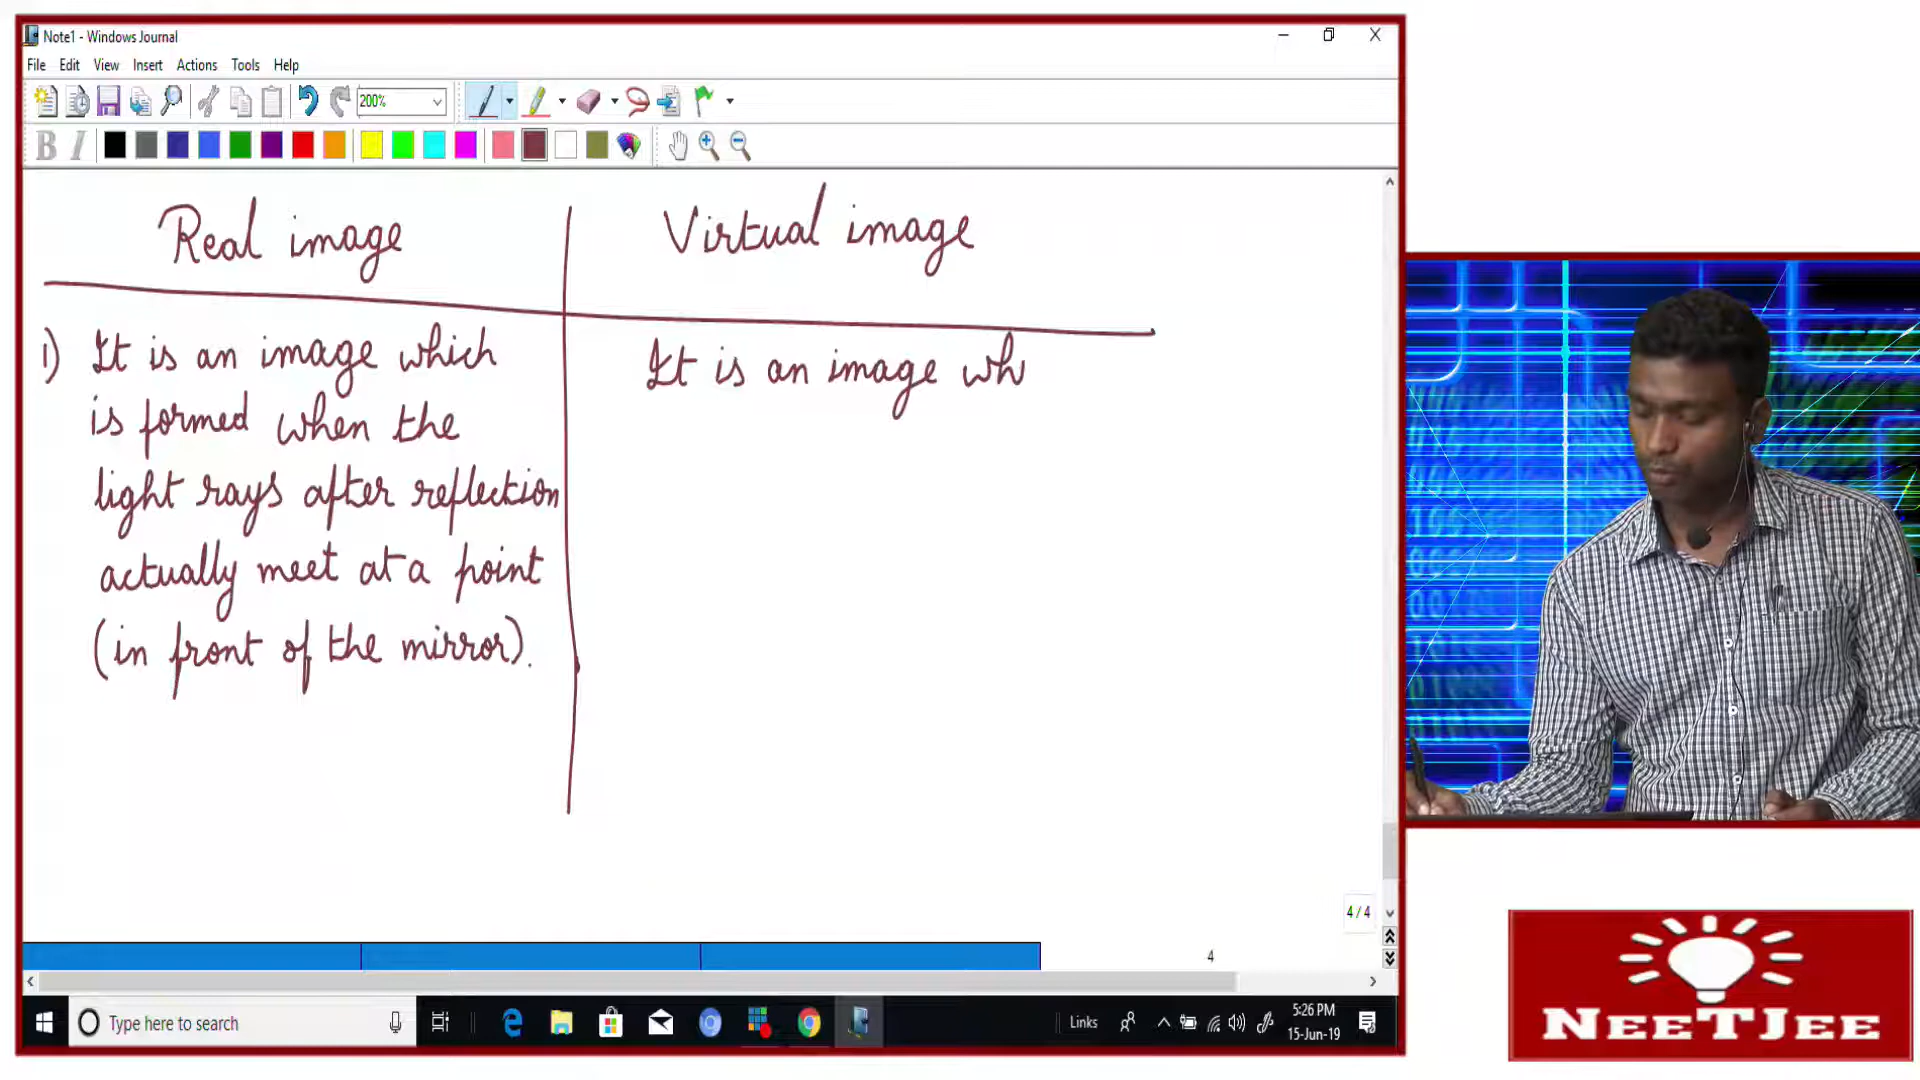 Note1 - Windows Journal
File Edit View Insert Actions Tools Help
200%
B I
Real image
Virtual image
1) It is an image which
is formed when the
light rays after reflection
actually meet at a point
(in front of the mirror).
It is an image wh
4 / 4
4
Type here to search
Links
5:26 PM
15-Jun-19
NEETJEE